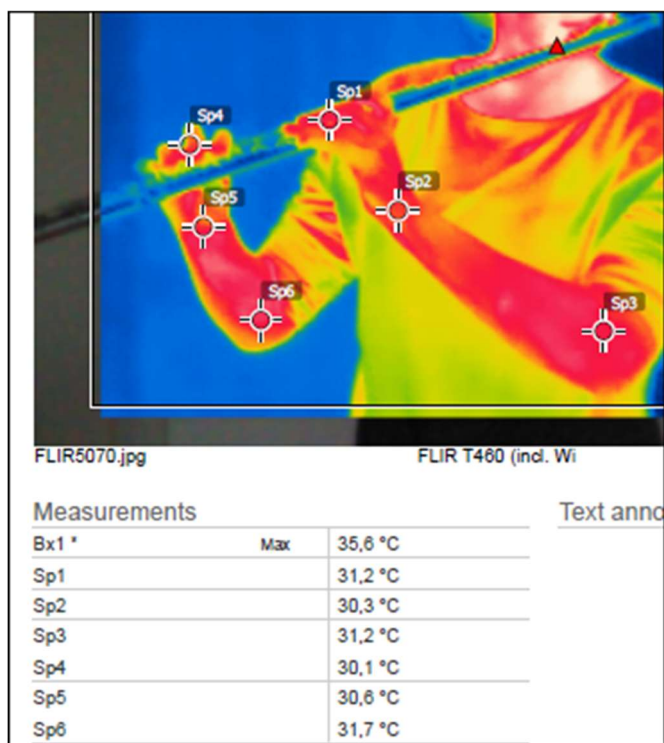 Sp4
Sp1
Sp5
Sp2
Sp6
Sp3
FLIR5070.jpg FLIR T460 (incl. Wi
Measurements Text anno
Bx1 * Max 35,6 °C
Sp1 31,2 °C
Sp2 30,3 °C
Sp3 31,2 °C
Sp4 30,1 °C
Sp5 30,6 °C
Sp6 31,7 °C